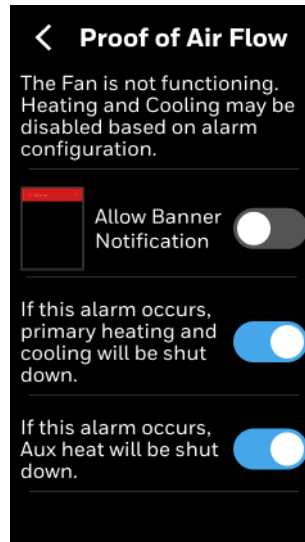 Proof of Air Flow
The Fan is not functioning.
Heating and Cooling may be
disabled based on alarm
configuration.
Allow Banner
Notification
If this alarm occurs,
primary heating and
cooling will be shut
down.
If this alarm occurs,
Aux heat will be shut
down.